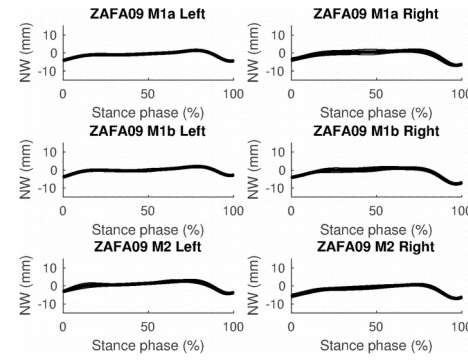 ZAFA09 M1a Left
NW (mm)
10
0
-10
0
50
100
Stance phase (%)
ZAFA09 M1a Right
NW (mm)
10
0
-10
0
50
100
Stance phase (%)
ZAFA09 M1b Left
NW (mm)
10
0
-10
0
50
100
Stance phase (%)
ZAFA09 M1b Right
NW (mm)
10
0
-10
0
50
100
Stance phase (%)
ZAFA09 M2 Left
NW (mm)
10
0
-10
0
50
100
Stance phase (%)
ZAFA09 M2 Right
NW (mm)
10
0
-10
0
50
100
Stance phase (%)